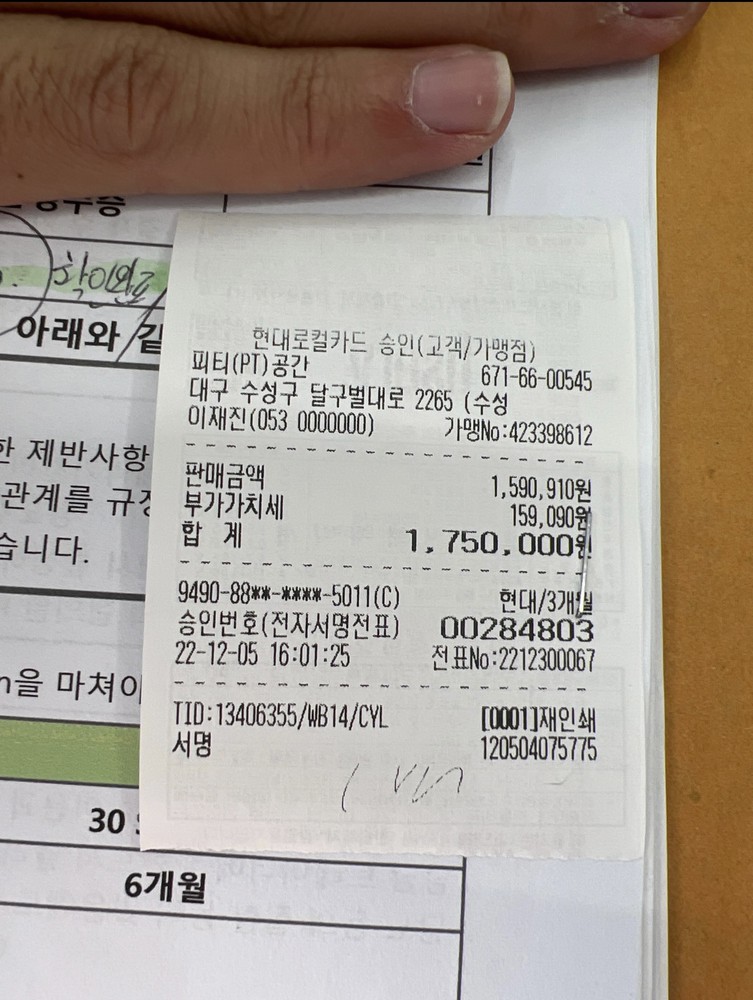 확인완료
아래와 같
한 제반사항
관계를 규정
습니다.
을 마쳐야
30
6개월
현대로컬카드 승인(고객/가맹점)
피티(PT)공간 671-66-00545
대구 수성구 달구벌대로 2265 (수성
이재진(053 0000000) 가맹No:423398612
판매금액 1,590,910원
부가가치세 159,090원
합 계 1,750,000원
9490-88**-****-5011(C) 현대/3개월
승인번호(전자서명전표) 00284803
22-12-05 16:01:25 전표No:2212300067
TID:13406355/WB14/CYL [0001]재인쇄
서명 120504075775